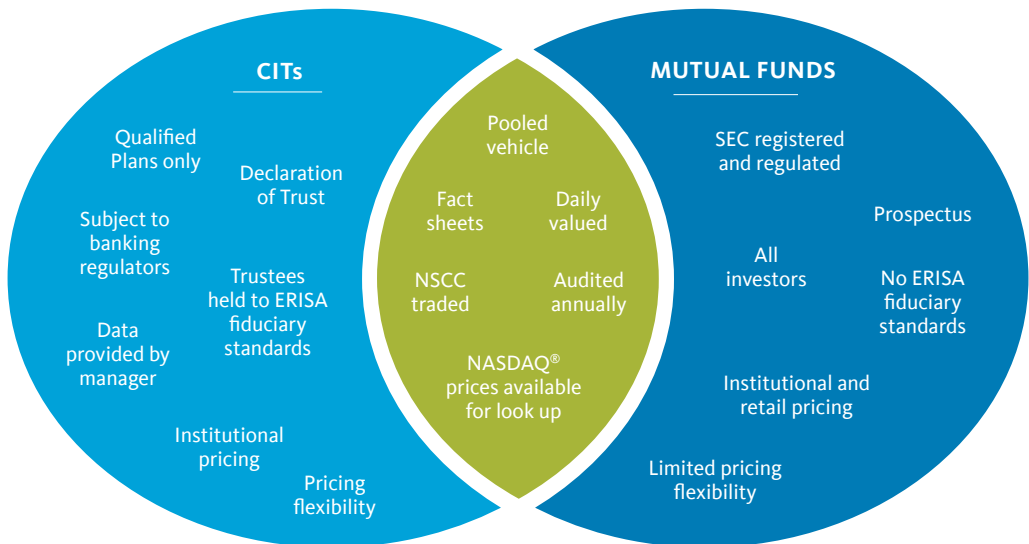 CITs
Qualified
Plans only
Declaration
of Trust
Subject to
banking
regulators
Trustees
held to ERISA
fiduciary
standards
Data
provided by
manager
Institutional
pricing
Pricing
flexibility
Pooled
vehicle
Fact
sheets
Daily
valued
NSCC
traded
Audited
annually
NASDAQ®
prices available
for look up
MUTUAL FUNDS
SEC registered
and regulated
Prospectus
All
investors
No ERISA
fiduciary
standards
Institutional and
retail pricing
Limited pricing
flexibility